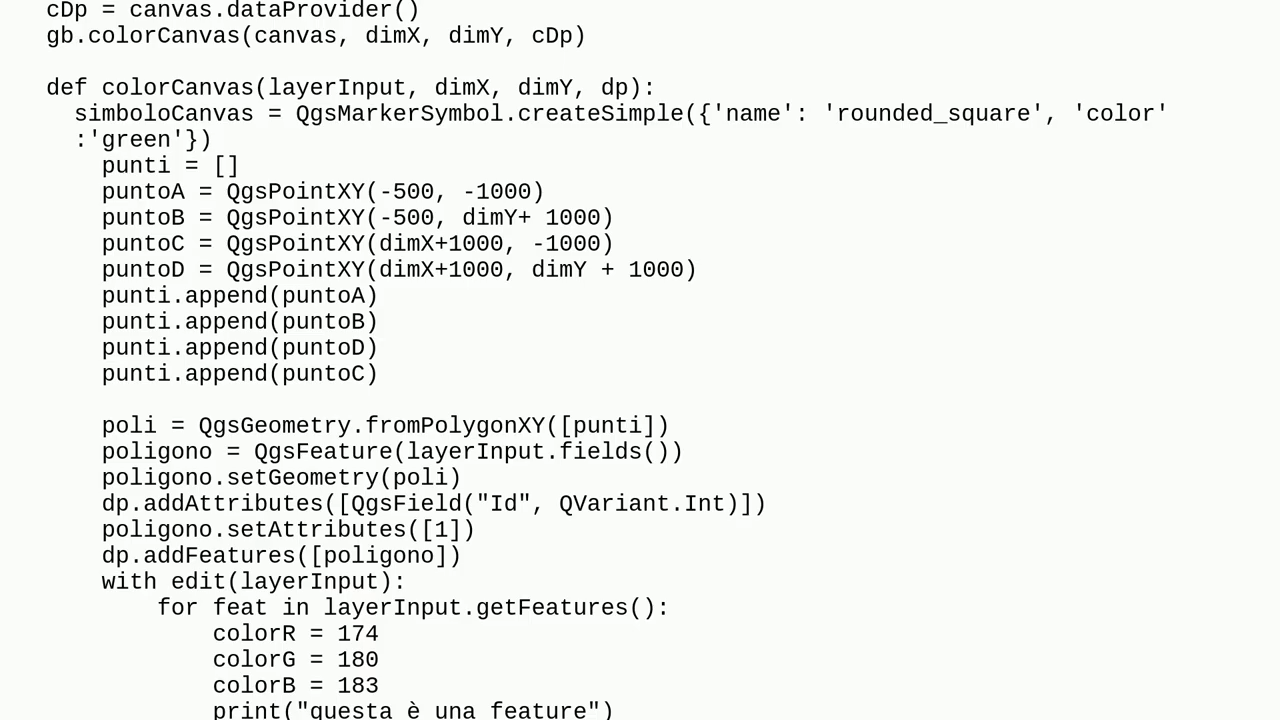 cDp = canvas.dataProvider()
gb.colorCanvas(canvas, dimX, dimY, cDp)
def colorCanvas(layerInput, dimX, dimY, dp):
simboloCanvas = QgsMarkerSymbol.createSimple({'name': 'rounded_square', 'color'
:'green'})
punti = []
puntoA = QgsPointXY(-500, -1000)
puntoB = QgsPointXY(-500, dimY+ 1000)
puntoC = QgsPointXY(dimX+1000, -1000)
puntoD = QgsPointXY(dimX+1000, dimY + 1000)
punti.append(puntoA)
punti.append(puntoB)
punti.append(puntoD)
punti.append(puntoC)
poli = QgsGeometry.fromPolygonXY([punti])
poligono = QgsFeature(layerInput.fields())
poligono.setGeometry(poli)
dp.addAttributes([QgsField("Id", QVariant.Int)])
poligono.setAttributes([1])
dp.addFeatures([poligono])
with edit(layerInput):
for feat in layerInput.getFeatures():
colorR = 174
colorG = 180
colorB = 183
print("questa è una feature")